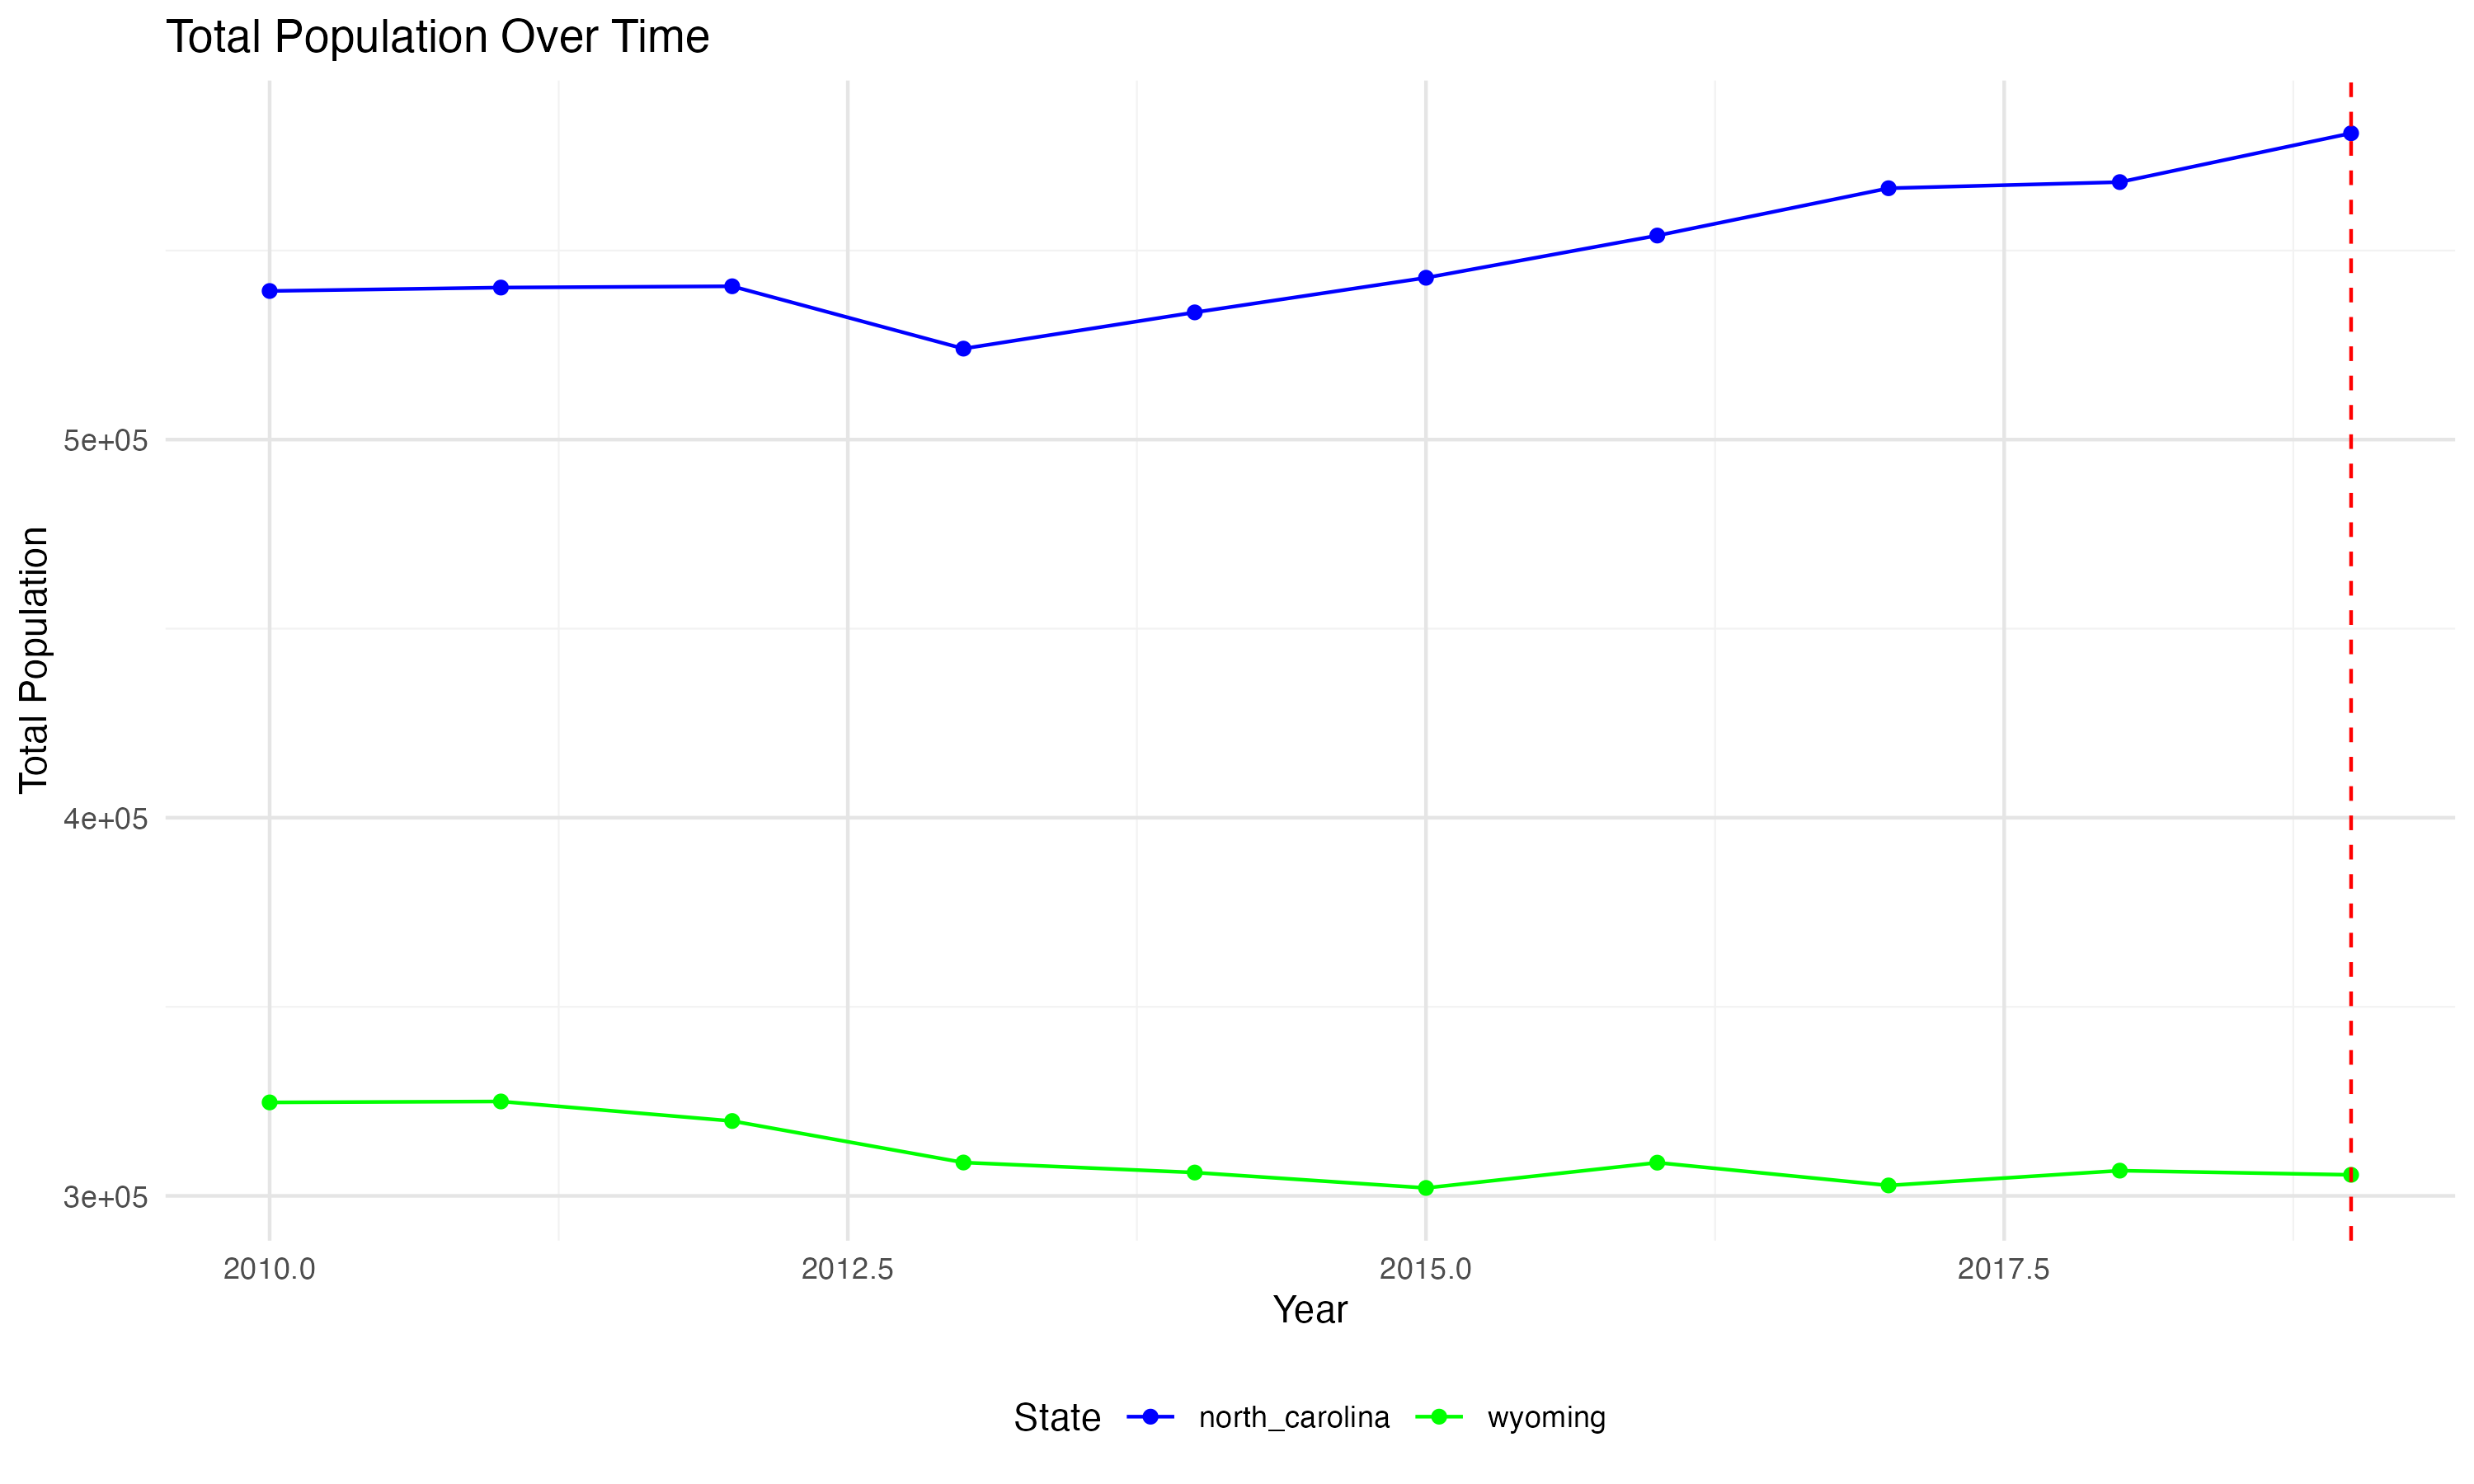 Total Population Over Time
Total Population
5e+05
4e+05
3e+05
2010.0 2012.5 2015.0 2017.5
Year
State north_carolina wyoming